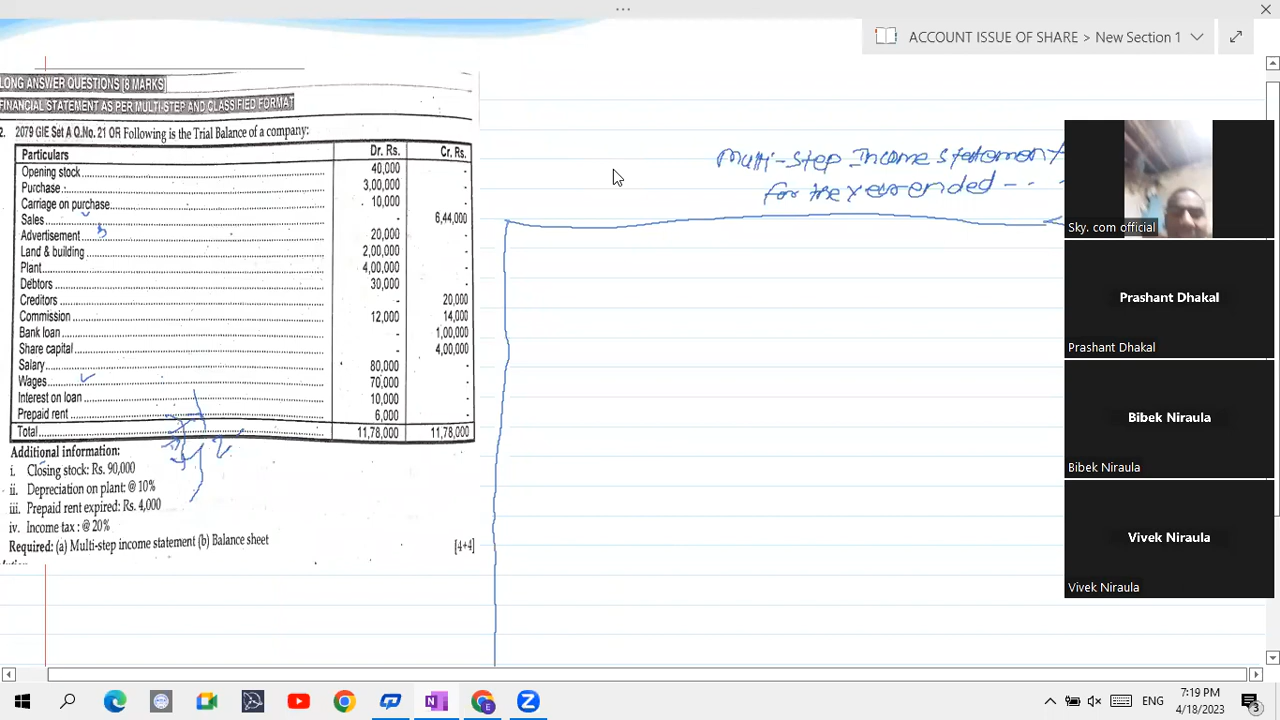 ACCOUNT ISSUE OF SHARE > New Section 1
LONG ANSWER QUESTIONS [8 MARKS]
FINANCIAL STATEMENT AS PER MULTI-STEP AND CLASSIFIED FORMAT
2. 2079 GIE Set A Q.No. 21 OR Following is the Trial Balance of a company:
Particulars Dr. Rs. Cr. Rs.
Opening stock 40,000 -
Purchase 3,00,000 -
Carriage on purchase 10,000 -
Sales - 6,44,000
Advertisement 20,000 -
Land & building 2,00,000 -
Plant 4,00,000 -
Debtors 30,000 -
Creditors - 20,000
Commission 12,000 14,000
Bank loan - 1,00,000
Share capital - 4,00,000
Salary 80,000 -
Wages 70,000 -
Interest on loan 10,000 -
Prepaid rent 6,000 -
Total 11,78,000 11,78,000
Additional information:
i. Closing stock: Rs. 90,000
ii. Depreciation on plant: @ 10%
iii. Prepaid rent expired: Rs. 4,000
iv. Income tax : @ 20%
Required: (a) Multi-step income statement (b) Balance sheet [4+4]
Multi-Step Income statement
for the year ended - - -
Sky. com official
Prashant Dhakal
Prashant Dhakal
Bibek Niraula
Bibek Niraula
Vivek Niraula
Vivek Niraula
ENG
7:19 PM
4/18/2023
3